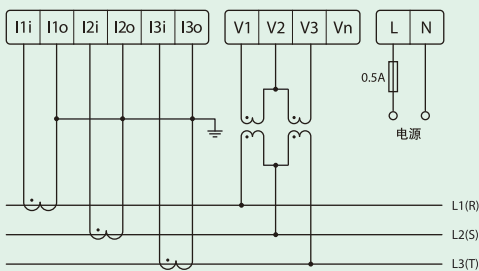 I1i I1o I2i I2o I3i I3o V1 V2 V3 Vn L N
0.5A
电源
L1(R)
L2(S)
L3(T)